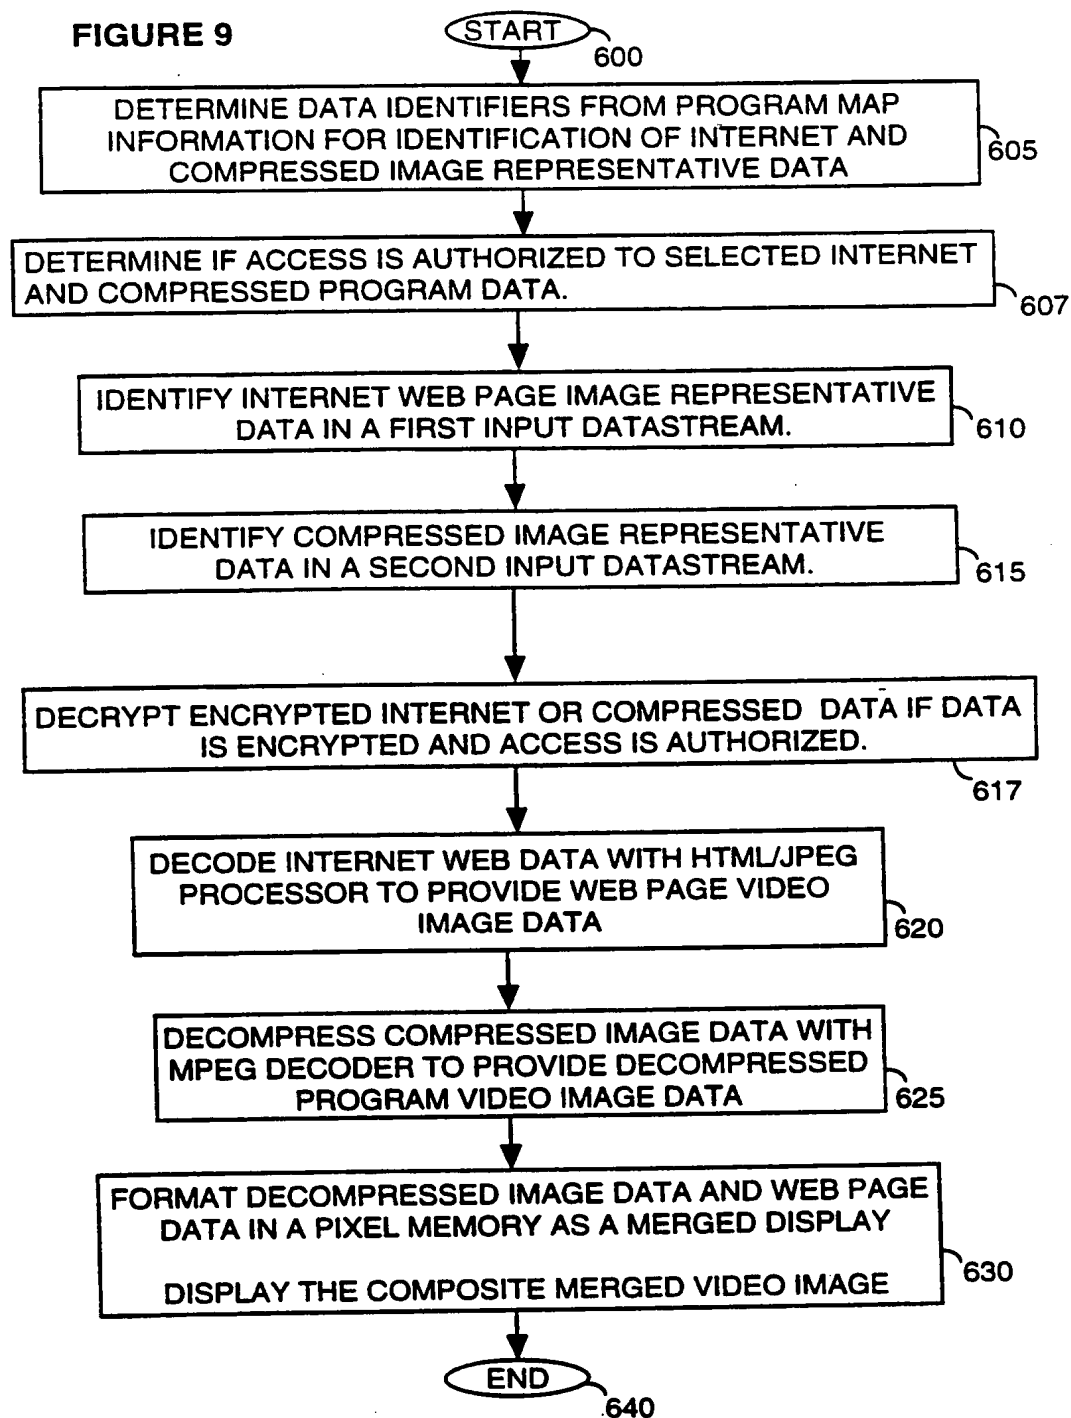 FIGURE 9
START
600
DETERMINE DATA IDENTIFIERS FROM PROGRAM MAP
INFORMATION FOR IDENTIFICATION OF INTERNET AND
COMPRESSED IMAGE REPRESENTATIVE DATA
605
DETERMINE IF ACCESS IS AUTHORIZED TO SELECTED INTERNET
AND COMPRESSED PROGRAM DATA.
607
IDENTIFY INTERNET WEB PAGE IMAGE REPRESENTATIVE
DATA IN A FIRST INPUT DATASTREAM.
610
IDENTIFY COMPRESSED IMAGE REPRESENTATIVE
DATA IN A SECOND INPUT DATASTREAM.
615
DECRYPT ENCRYPTED INTERNET OR COMPRESSED DATA IF DATA
IS ENCRYPTED AND ACCESS IS AUTHORIZED.
617
DECODE INTERNET WEB DATA WITH HTML/JPEG
PROCESSOR TO PROVIDE WEB PAGE VIDEO
IMAGE DATA
620
DECOMPRESS COMPRESSED IMAGE DATA WITH
MPEG DECODER TO PROVIDE DECOMPRESSED
PROGRAM VIDEO IMAGE DATA
625
FORMAT DECOMPRESSED IMAGE DATA AND WEB PAGE
DATA IN A PIXEL MEMORY AS A MERGED DISPLAY
DISPLAY THE COMPOSITE MERGED VIDEO IMAGE
630
END
640